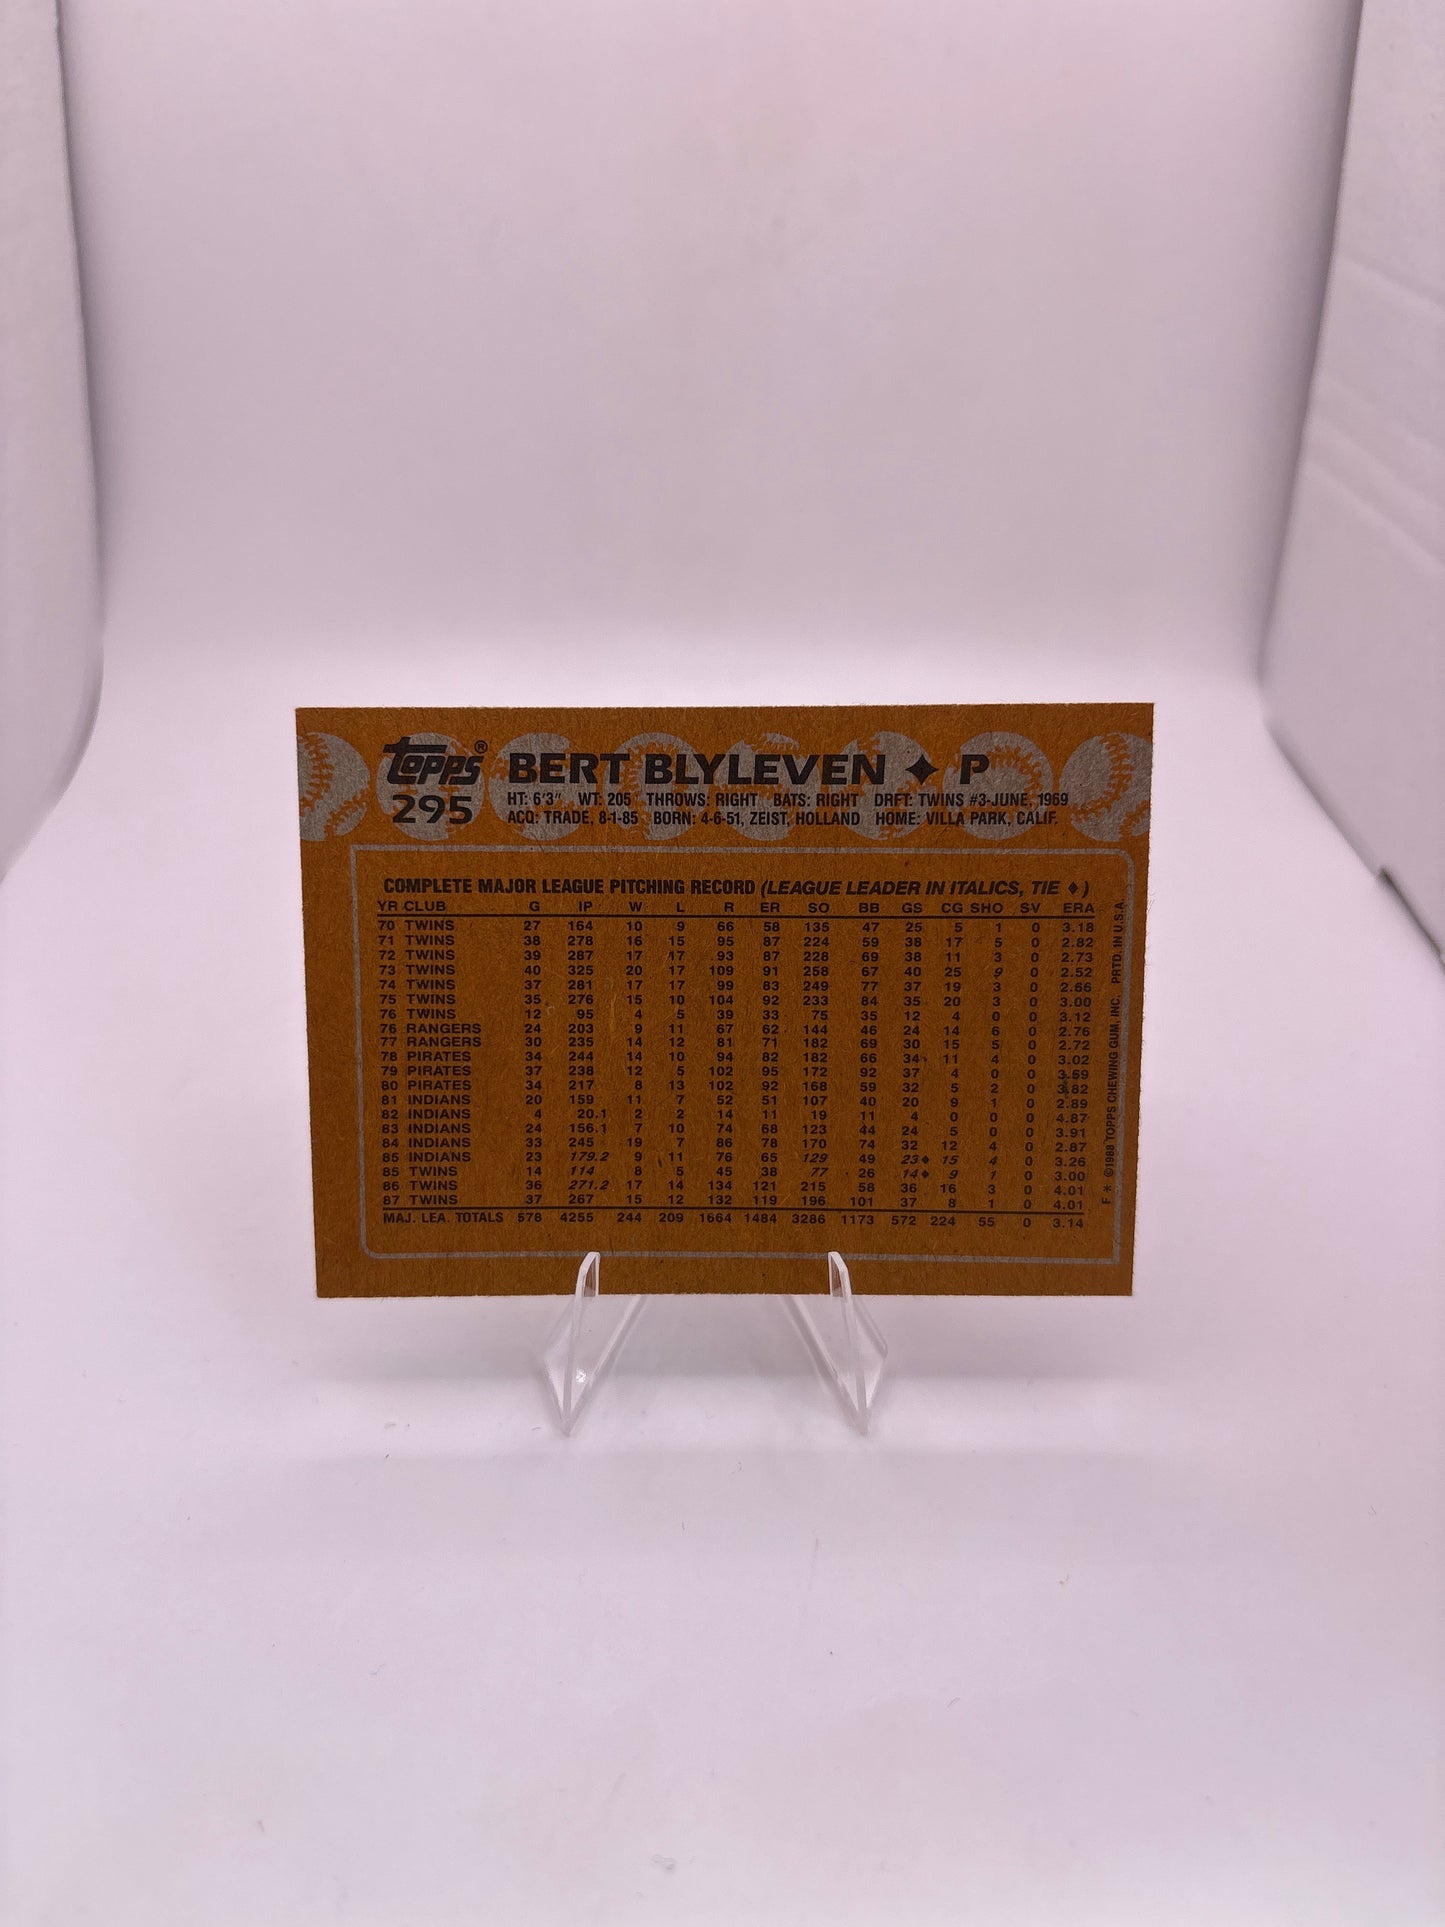 topps® BERT BLYLEVEN ✦ P
295 HT: 6'3" WT: 205 THROWS: RIGHT BATS: RIGHT DRFT: TWINS #3-JUNE, 1969
ACQ: TRADE, 8-1-85 BORN: 4-6-51, ZEIST, HOLLAND HOME: VILLA PARK, CALIF.
COMPLETE MAJOR LEAGUE PITCHING RECORD (LEAGUE LEADER IN ITALICS, TIE ♦)
YR CLUB G IP W L R ER SO BB GS CG SHO SV ERA
70 TWINS 27 164 10 9 66 58 135 47 25 5 1 0 3.18
71 TWINS 38 278 16 15 95 87 224 59 38 17 5 0 2.82
72 TWINS 39 287 17 17 93 87 228 69 38 11 3 0 2.73
73 TWINS 40 325 20 17 109 91 258 67 40 25 9 0 2.52
74 TWINS 37 281 17 17 99 83 249 77 37 19 3 0 2.66
75 TWINS 35 276 15 10 104 92 233 84 35 20 3 0 3.00
76 TWINS 12 95 4 5 39 33 75 35 12 4 0 0 3.12
76 RANGERS 24 203 9 11 67 62 144 46 24 14 6 0 2.76
77 RANGERS 30 235 14 12 81 71 182 69 30 15 5 0 2.72
78 PIRATES 34 244 14 10 94 82 182 66 34 11 4 0 3.02
79 PIRATES 37 238 12 5 102 95 172 92 37 4 0 0 3.59
80 PIRATES 34 217 8 13 102 92 168 59 32 5 2 0 3.82
81 INDIANS 20 159 11 7 52 51 107 40 20 9 1 0 2.89
82 INDIANS 4 20.1 2 2 14 11 19 11 4 0 0 0 4.87
83 INDIANS 24 156.1 7 10 74 68 123 44 24 5 0 0 3.91
84 INDIANS 33 245 19 7 86 78 170 74 32 12 4 0 2.87
85 INDIANS 23 179.2 9 11 76 65 129 49 23♦ 15 4 0 3.26
85 TWINS 14 114 8 5 45 38 77 26 14♦ 9 1 0 3.00
86 TWINS 36 271.2 17 14 134 121 215 58 36 16 3 0 4.01
87 TWINS 37 267 15 12 132 119 196 101 37 8 1 0 4.01
MAJ. LEA. TOTALS 578 4255 244 209 1664 1484 3286 1173 572 224 55 0 3.14
F * ©1988 TOPPS CHEWING GUM, INC. PRTD. IN U.S.A.